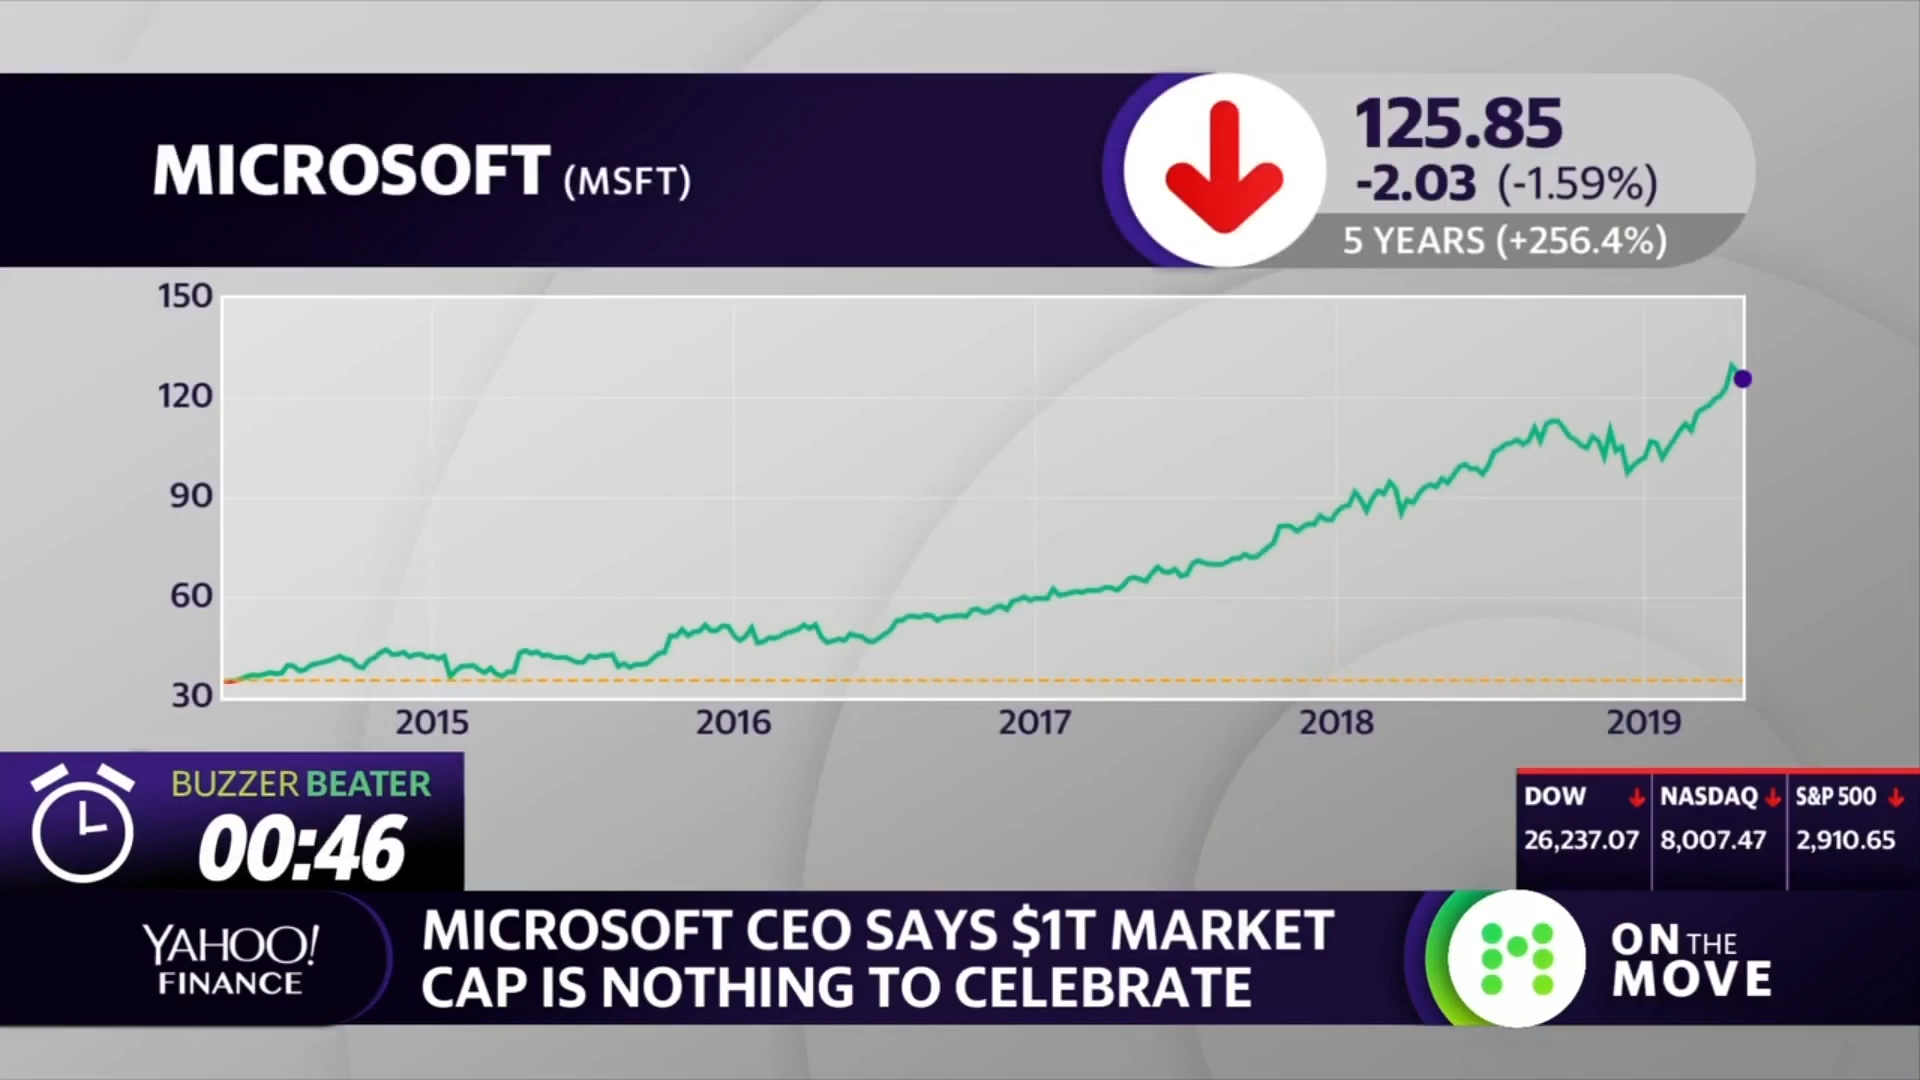 MICROSOFT (MSFT)
125.85
-2.03 (-1.59%)
5 YEARS (+256.4%)
150
120
90
60
30
2015 2016 2017 2018 2019
BUZZER BEATER
00:46
DOW NASDAQ S&P 500
26,237.07 8,007.47 2,910.65
YAHOO!
FINANCE
MICROSOFT CEO SAYS $1T MARKET
CAP IS NOTHING TO CELEBRATE
ON THE
MOVE